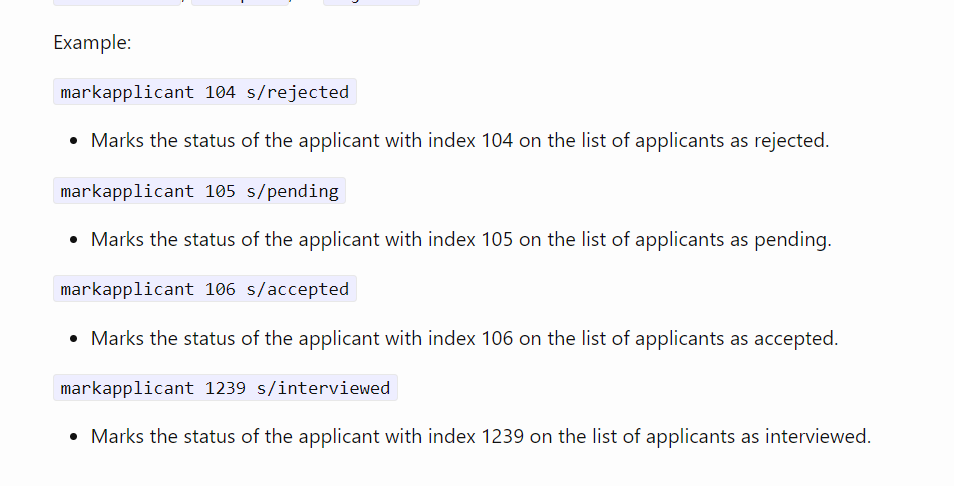 Example:
markapplicant 104 s/rejected
Marks the status of the applicant with index 104 on the list of applicants as rejected.
markapplicant 105 s/pending
Marks the status of the applicant with index 105 on the list of applicants as pending.
markapplicant 106 s/accepted
Marks the status of the applicant with index 106 on the list of applicants as accepted.
markapplicant 1239 s/interviewed
Marks the status of the applicant with index 1239 on the list of applicants as interviewed.